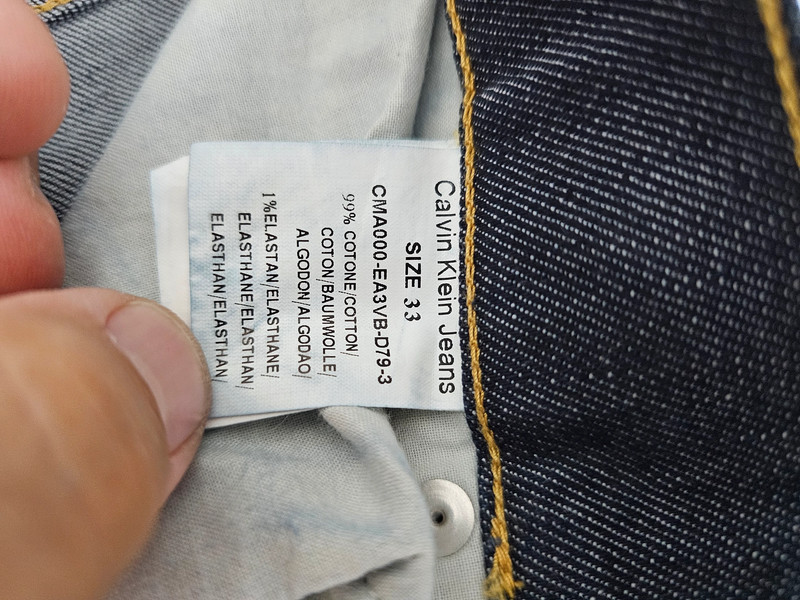 Calvin Klein Jeans
SIZE 33
CMA000-EA3VB-D79-3
99% COTONE/COTTON/
COTON/BAUMWOLLE/
ALGODON/ALGODAO/
1%ELASTAN/ELASTHANE/
ELASTHANE/ELASTHAN/
ELASTHAN/ELASTHAN/